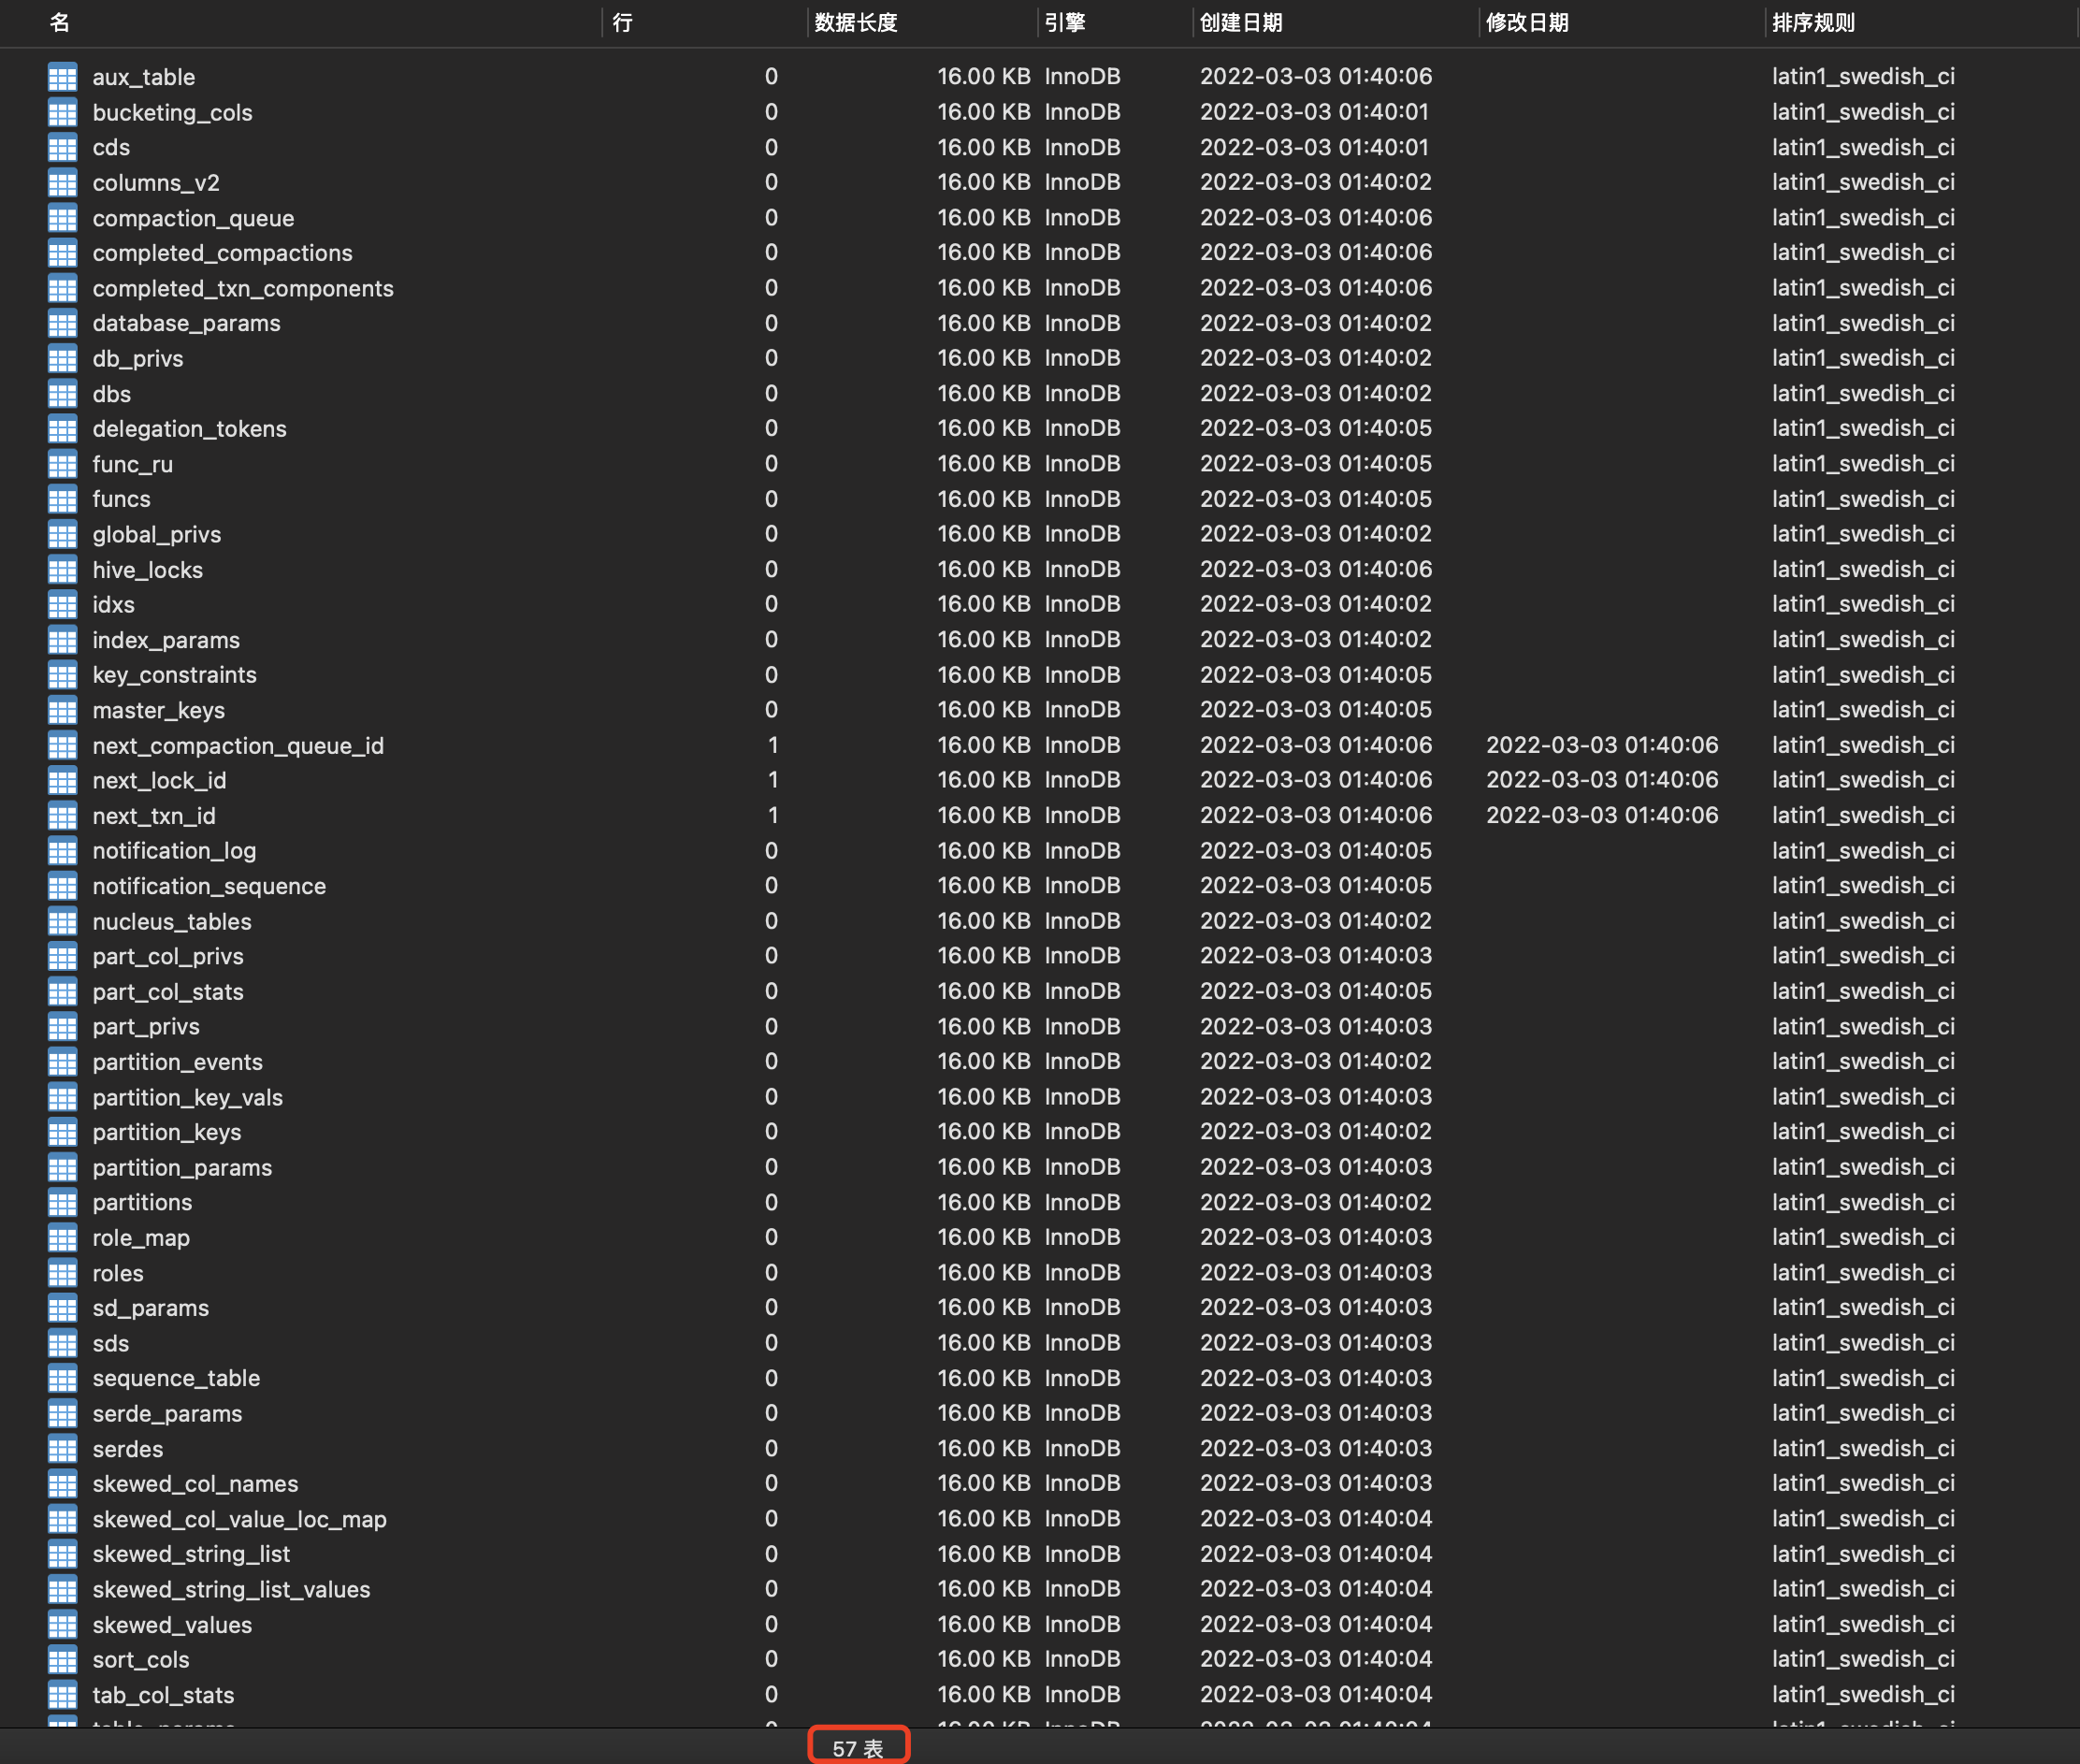 名 行 数据长度 引擎 创建日期 修改日期 排序规则
aux_table 0 16.00 KB InnoDB 2022-03-03 01:40:06 latin1_swedish_ci
bucketing_cols 0 16.00 KB InnoDB 2022-03-03 01:40:01 latin1_swedish_ci
cds 0 16.00 KB InnoDB 2022-03-03 01:40:01 latin1_swedish_ci
columns_v2 0 16.00 KB InnoDB 2022-03-03 01:40:02 latin1_swedish_ci
compaction_queue 0 16.00 KB InnoDB 2022-03-03 01:40:06 latin1_swedish_ci
completed_compactions 0 16.00 KB InnoDB 2022-03-03 01:40:06 latin1_swedish_ci
completed_txn_components 0 16.00 KB InnoDB 2022-03-03 01:40:06 latin1_swedish_ci
database_params 0 16.00 KB InnoDB 2022-03-03 01:40:02 latin1_swedish_ci
db_privs 0 16.00 KB InnoDB 2022-03-03 01:40:02 latin1_swedish_ci
dbs 0 16.00 KB InnoDB 2022-03-03 01:40:02 latin1_swedish_ci
delegation_tokens 0 16.00 KB InnoDB 2022-03-03 01:40:05 latin1_swedish_ci
func_ru 0 16.00 KB InnoDB 2022-03-03 01:40:05 latin1_swedish_ci
funcs 0 16.00 KB InnoDB 2022-03-03 01:40:05 latin1_swedish_ci
global_privs 0 16.00 KB InnoDB 2022-03-03 01:40:02 latin1_swedish_ci
hive_locks 0 16.00 KB InnoDB 2022-03-03 01:40:06 latin1_swedish_ci
idxs 0 16.00 KB InnoDB 2022-03-03 01:40:02 latin1_swedish_ci
index_params 0 16.00 KB InnoDB 2022-03-03 01:40:02 latin1_swedish_ci
key_constraints 0 16.00 KB InnoDB 2022-03-03 01:40:05 latin1_swedish_ci
master_keys 0 16.00 KB InnoDB 2022-03-03 01:40:05 latin1_swedish_ci
next_compaction_queue_id 1 16.00 KB InnoDB 2022-03-03 01:40:06 2022-03-03 01:40:06 latin1_swedish_ci
next_lock_id 1 16.00 KB InnoDB 2022-03-03 01:40:06 2022-03-03 01:40:06 latin1_swedish_ci
next_txn_id 1 16.00 KB InnoDB 2022-03-03 01:40:06 2022-03-03 01:40:06 latin1_swedish_ci
notification_log 0 16.00 KB InnoDB 2022-03-03 01:40:05 latin1_swedish_ci
notification_sequence 0 16.00 KB InnoDB 2022-03-03 01:40:05 latin1_swedish_ci
nucleus_tables 0 16.00 KB InnoDB 2022-03-03 01:40:02 latin1_swedish_ci
part_col_privs 0 16.00 KB InnoDB 2022-03-03 01:40:03 latin1_swedish_ci
part_col_stats 0 16.00 KB InnoDB 2022-03-03 01:40:05 latin1_swedish_ci
part_privs 0 16.00 KB InnoDB 2022-03-03 01:40:03 latin1_swedish_ci
partition_events 0 16.00 KB InnoDB 2022-03-03 01:40:02 latin1_swedish_ci
partition_key_vals 0 16.00 KB InnoDB 2022-03-03 01:40:03 latin1_swedish_ci
partition_keys 0 16.00 KB InnoDB 2022-03-03 01:40:02 latin1_swedish_ci
partition_params 0 16.00 KB InnoDB 2022-03-03 01:40:03 latin1_swedish_ci
partitions 0 16.00 KB InnoDB 2022-03-03 01:40:02 latin1_swedish_ci
role_map 0 16.00 KB InnoDB 2022-03-03 01:40:03 latin1_swedish_ci
roles 0 16.00 KB InnoDB 2022-03-03 01:40:03 latin1_swedish_ci
sd_params 0 16.00 KB InnoDB 2022-03-03 01:40:03 latin1_swedish_ci
sds 0 16.00 KB InnoDB 2022-03-03 01:40:03 latin1_swedish_ci
sequence_table 0 16.00 KB InnoDB 2022-03-03 01:40:03 latin1_swedish_ci
serde_params 0 16.00 KB InnoDB 2022-03-03 01:40:03 latin1_swedish_ci
serdes 0 16.00 KB InnoDB 2022-03-03 01:40:03 latin1_swedish_ci
skewed_col_names 0 16.00 KB InnoDB 2022-03-03 01:40:03 latin1_swedish_ci
skewed_col_value_loc_map 0 16.00 KB InnoDB 2022-03-03 01:40:04 latin1_swedish_ci
skewed_string_list 0 16.00 KB InnoDB 2022-03-03 01:40:04 latin1_swedish_ci
skewed_string_list_values 0 16.00 KB InnoDB 2022-03-03 01:40:04 latin1_swedish_ci
skewed_values 0 16.00 KB InnoDB 2022-03-03 01:40:04 latin1_swedish_ci
sort_cols 0 16.00 KB InnoDB 2022-03-03 01:40:04 latin1_swedish_ci
tab_col_stats 0 16.00 KB InnoDB 2022-03-03 01:40:04 latin1_swedish_ci
57 表